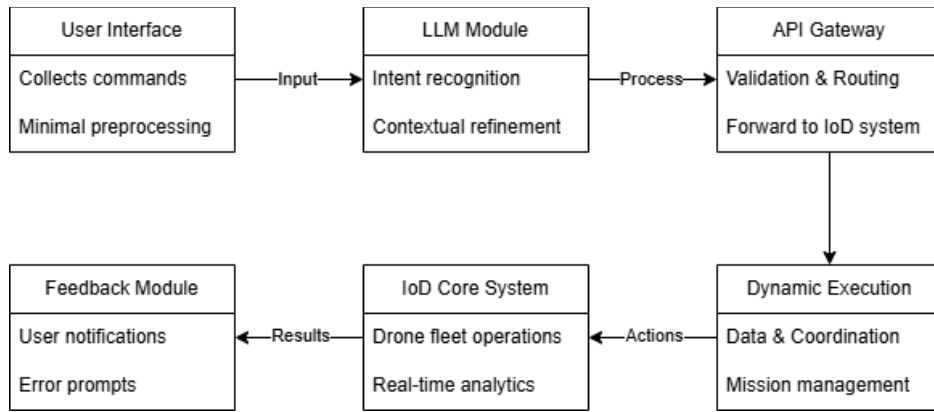 User Interface
Collects commands
Minimal preprocessing
Input
LLM Module
Intent recognition
Contextual refinement
Process
API Gateway
Validation & Routing
Forward to IoD system
Dynamic Execution
Data & Coordination
Mission management
Actions
IoD Core System
Drone fleet operations
Real-time analytics
Results
Feedback Module
User notifications
Error prompts